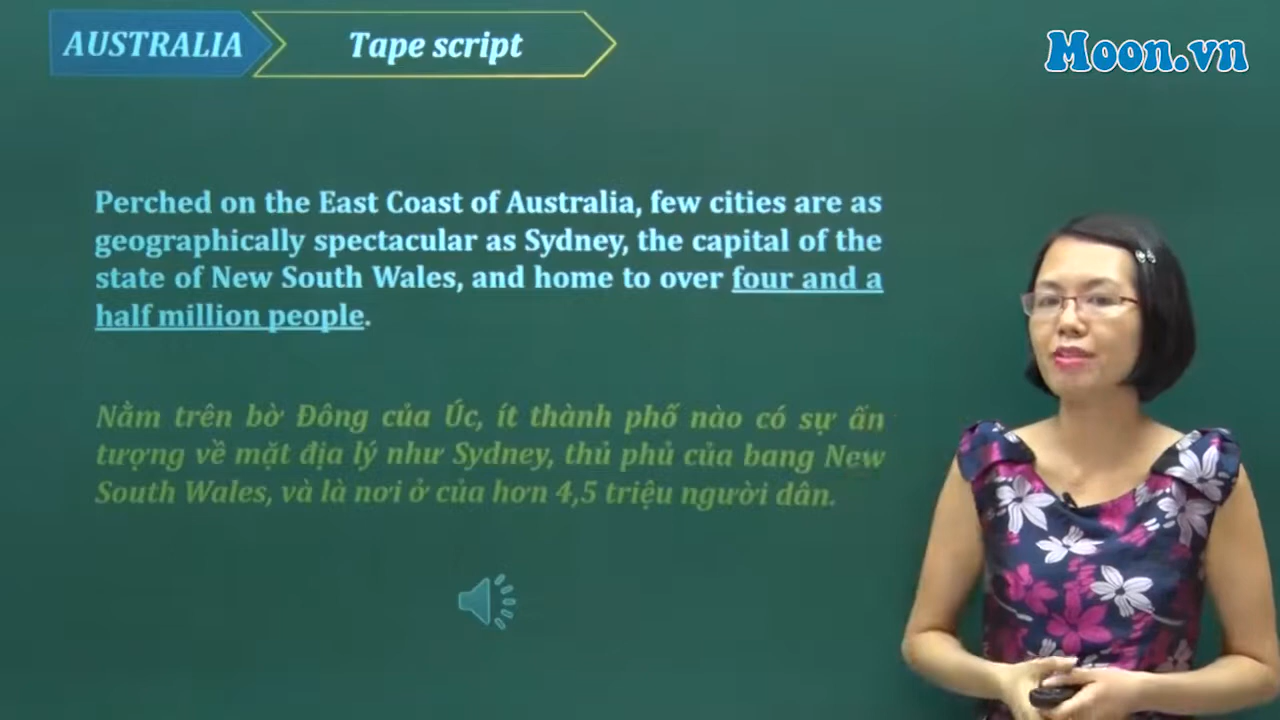 AUSTRALIA
Tape script
Moon.vn
Perched on the East Coast of Australia, few cities are as
geographically spectacular as Sydney, the capital of the
state of New South Wales, and home to over four and a
half million people.
Nằm trên bờ Đông của Úc, ít thành phố nào có sự ấn
tượng về mặt địa lý như Sydney, thủ phủ của bang New
South Wales, và là nơi ở của hơn 4,5 triệu người dân.